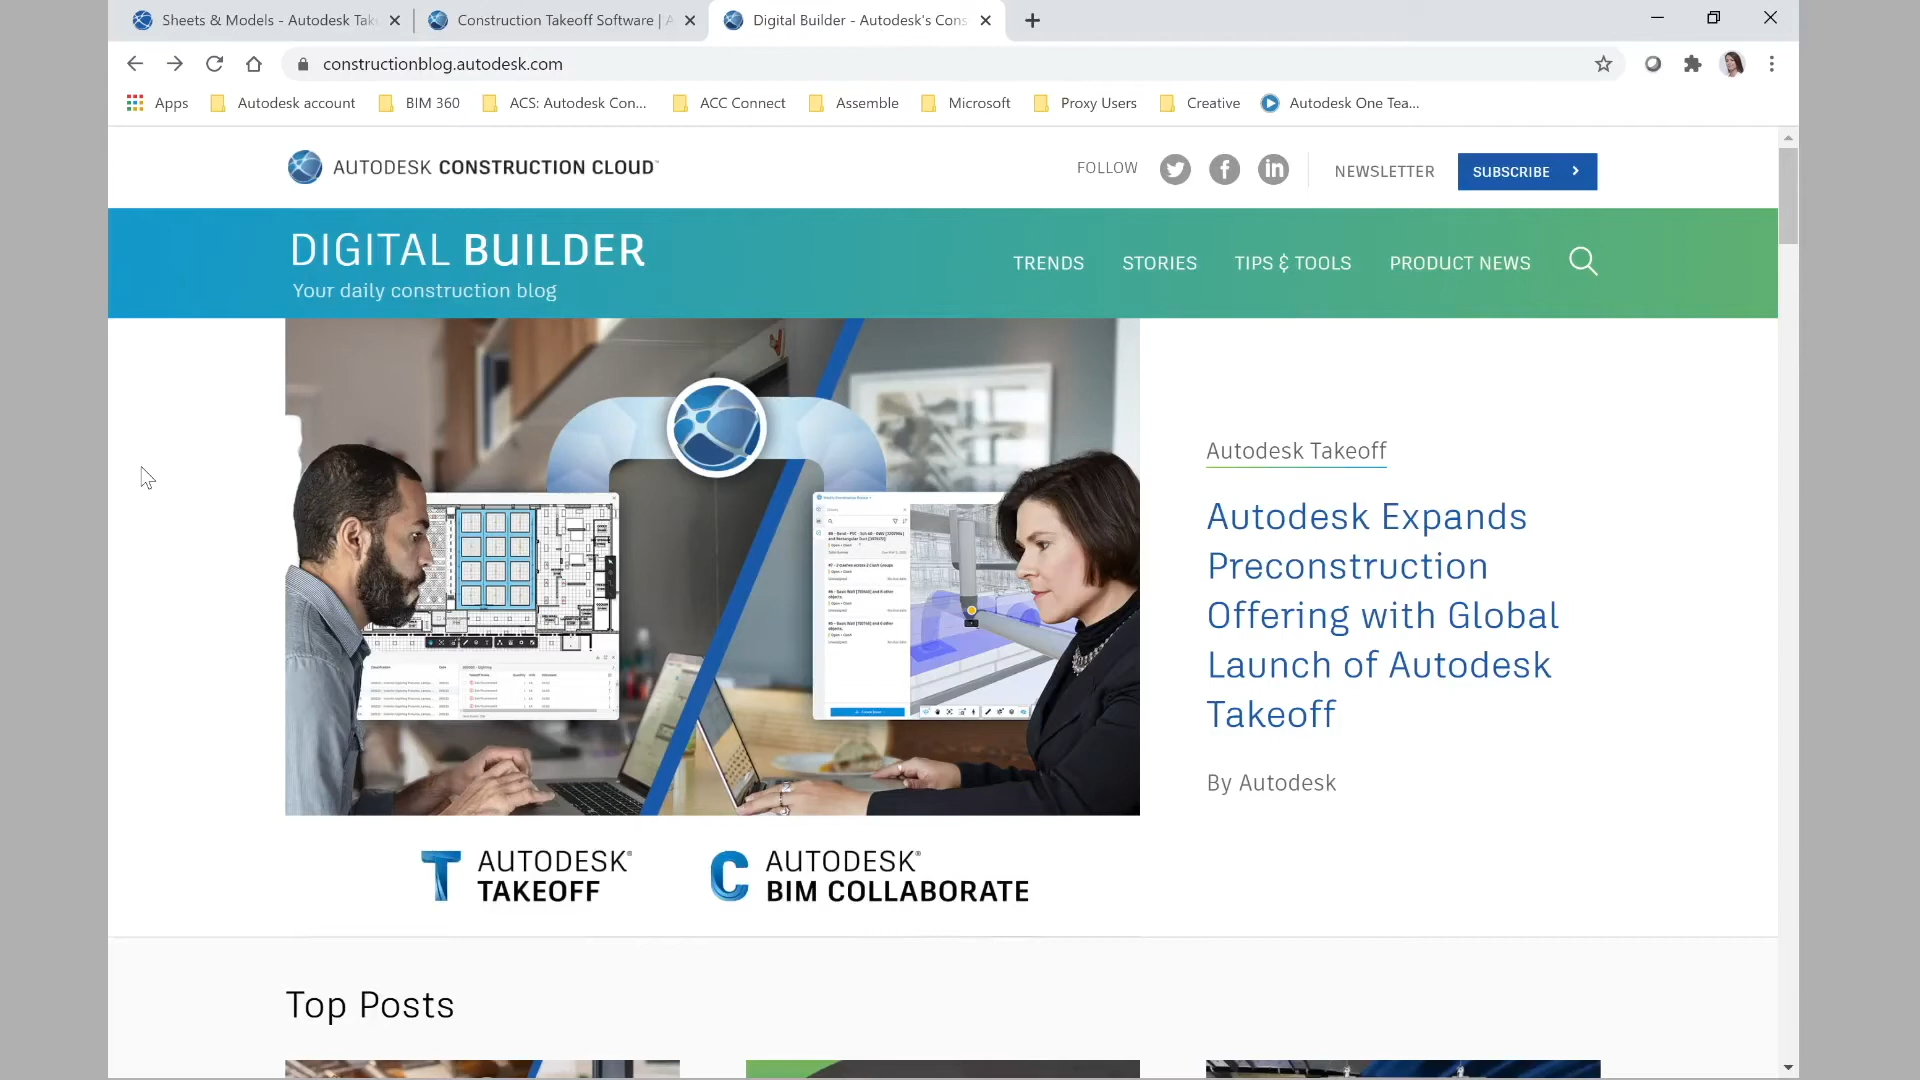 Sheets & Models - Autodesk Tak
Construction Takeoff Software | A
Digital Builder - Autodesk's Cons
constructionblog.autodesk.com
Apps
Autodesk account
BIM 360
ACS: Autodesk Con...
ACC Connect
Assemble
Microsoft
Proxy Users
Creative
Autodesk One Tea...
AUTODESK CONSTRUCTION CLOUD™
FOLLOW
NEWSLETTER
SUBSCRIBE
DIGITAL BUILDER
Your daily construction blog
TRENDS
STORIES
TIPS & TOOLS
PRODUCT NEWS
Autodesk Takeoff
Autodesk Expands
Preconstruction
Offering with Global
Launch of Autodesk
Takeoff
By Autodesk
AUTODESK®
TAKEOFF
AUTODESK®
BIM COLLABORATE
Top Posts